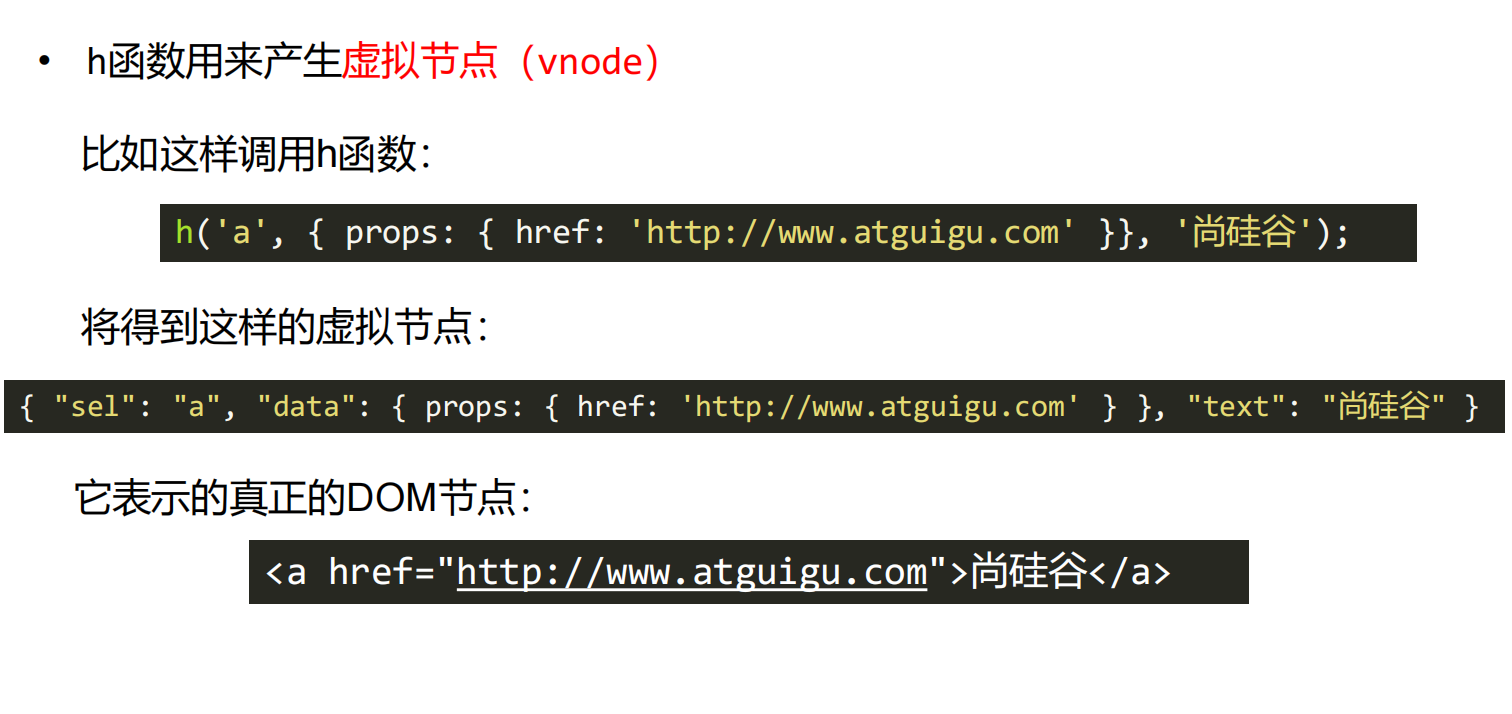 • h函数用来产生虚拟节点（vnode）
比如这样调用h函数：
h('a', { props: { href: 'http://www.atguigu.com' }}, '尚硅谷');
将得到这样的虚拟节点：
{ "sel": "a", "data": { props: { href: 'http://www.atguigu.com' } }, "text": "尚硅谷" }
它表示的真正的DOM节点：
<a href="http://www.atguigu.com">尚硅谷</a>